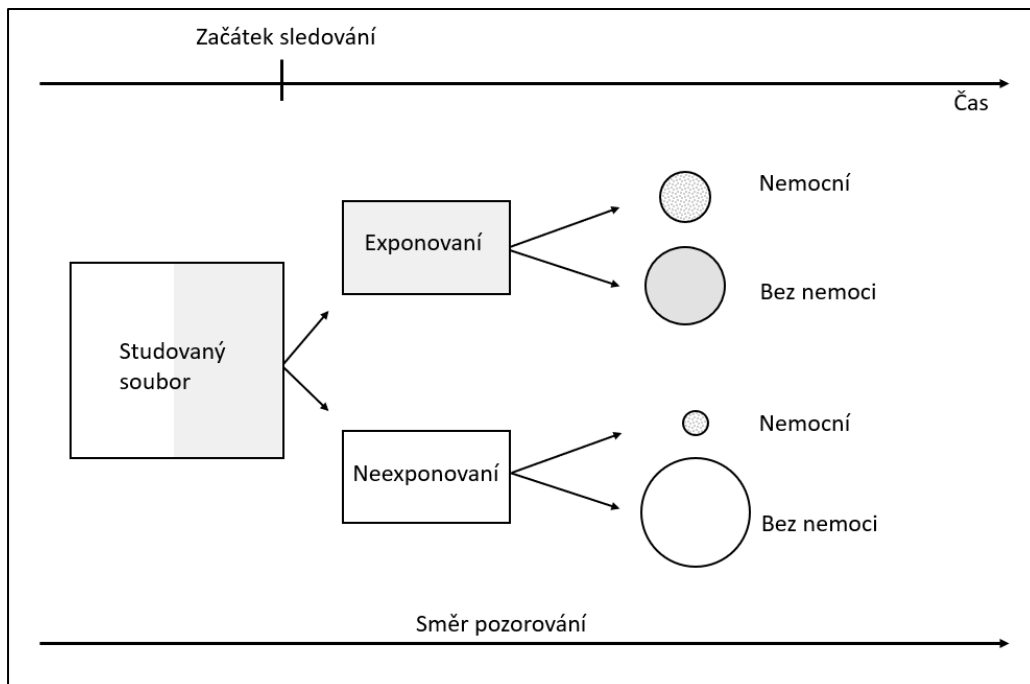 Začátek sledování
Čas
Nemocní
Exponovaní
Bez nemoci
Studovaný
soubor
Nemocní
Neexponovaní
Bez nemoci
Směr pozorování